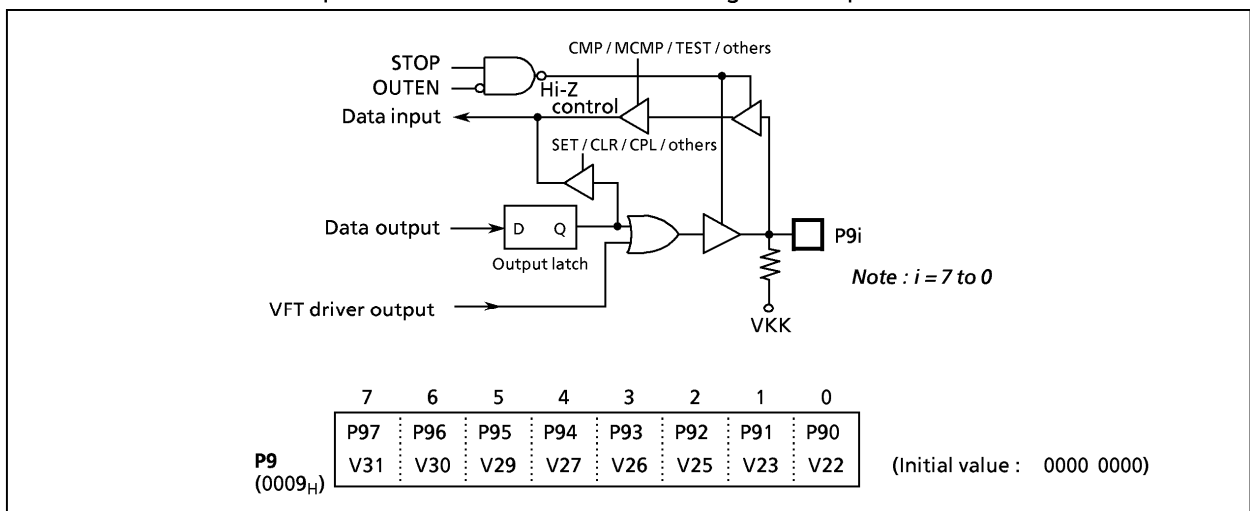 CMP / MCMP / TEST / others
STOP
OUTEN
Hi-Z
control
Data input
SET / CLR / CPL / others
Data output
D Q
P9i
Output latch
Note : i = 7 to 0
VFT driver output
VKK
7 6 5 4 3 2 1 0
P97 P96 P95 P94 P93 P92 P91 P90
P9
(0009H)
V31 V30 V29 V27 V26 V25 V23 V22
(Initial value : 0000 0000)